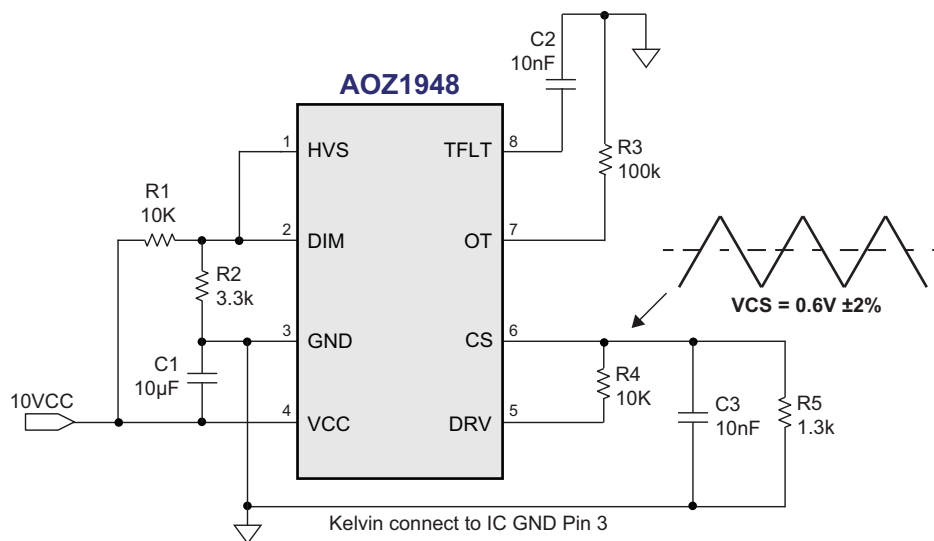 C2
10nF
AOZ1948
1
HVS
TFLT
8
R3
100k
R1
10K
2
DIM
OT
7
R2
3.3k
VCS = 0.6V ±2%
3
GND
CS
6
C1
10µF
R4
10K
C3
10nF
R5
1.3k
10VCC
4
VCC
DRV
5
Kelvin connect to IC GND Pin 3